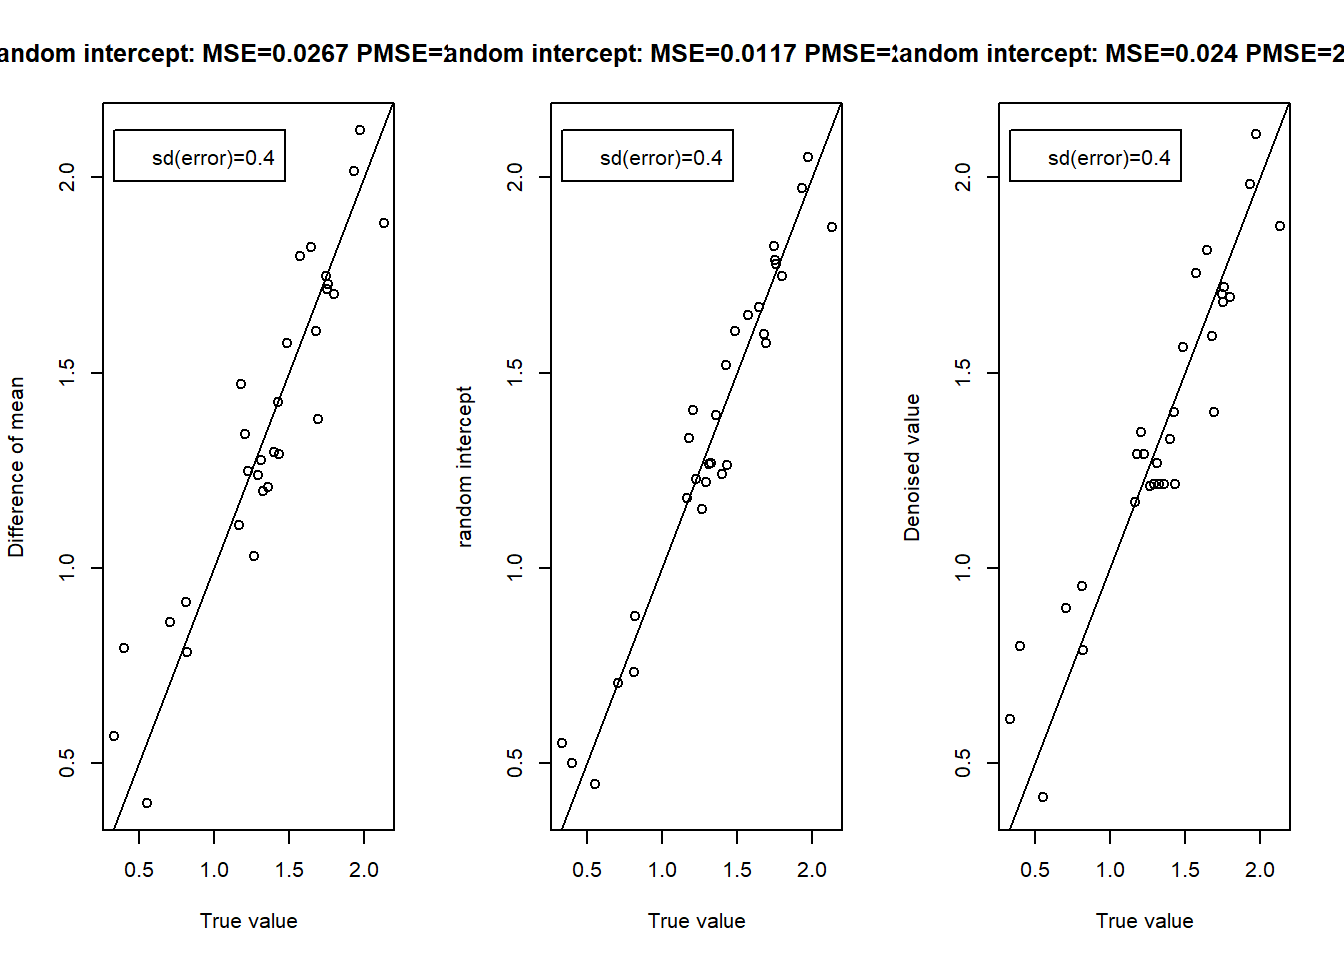 andom intercept: MSE=0.0267 PMSE=
andom intercept: MSE=0.0117 PMSE=
andom intercept: MSE=0.024 PMSE=2
Difference of mean
2.0
1.5
1.0
0.5
sd(error)=0.4
0.5 1.0 1.5 2.0
True value
random intercept
2.0
1.5
1.0
0.5
sd(error)=0.4
0.5 1.0 1.5 2.0
True value
Denoised value
2.0
1.5
1.0
0.5
sd(error)=0.4
0.5 1.0 1.5 2.0
True value